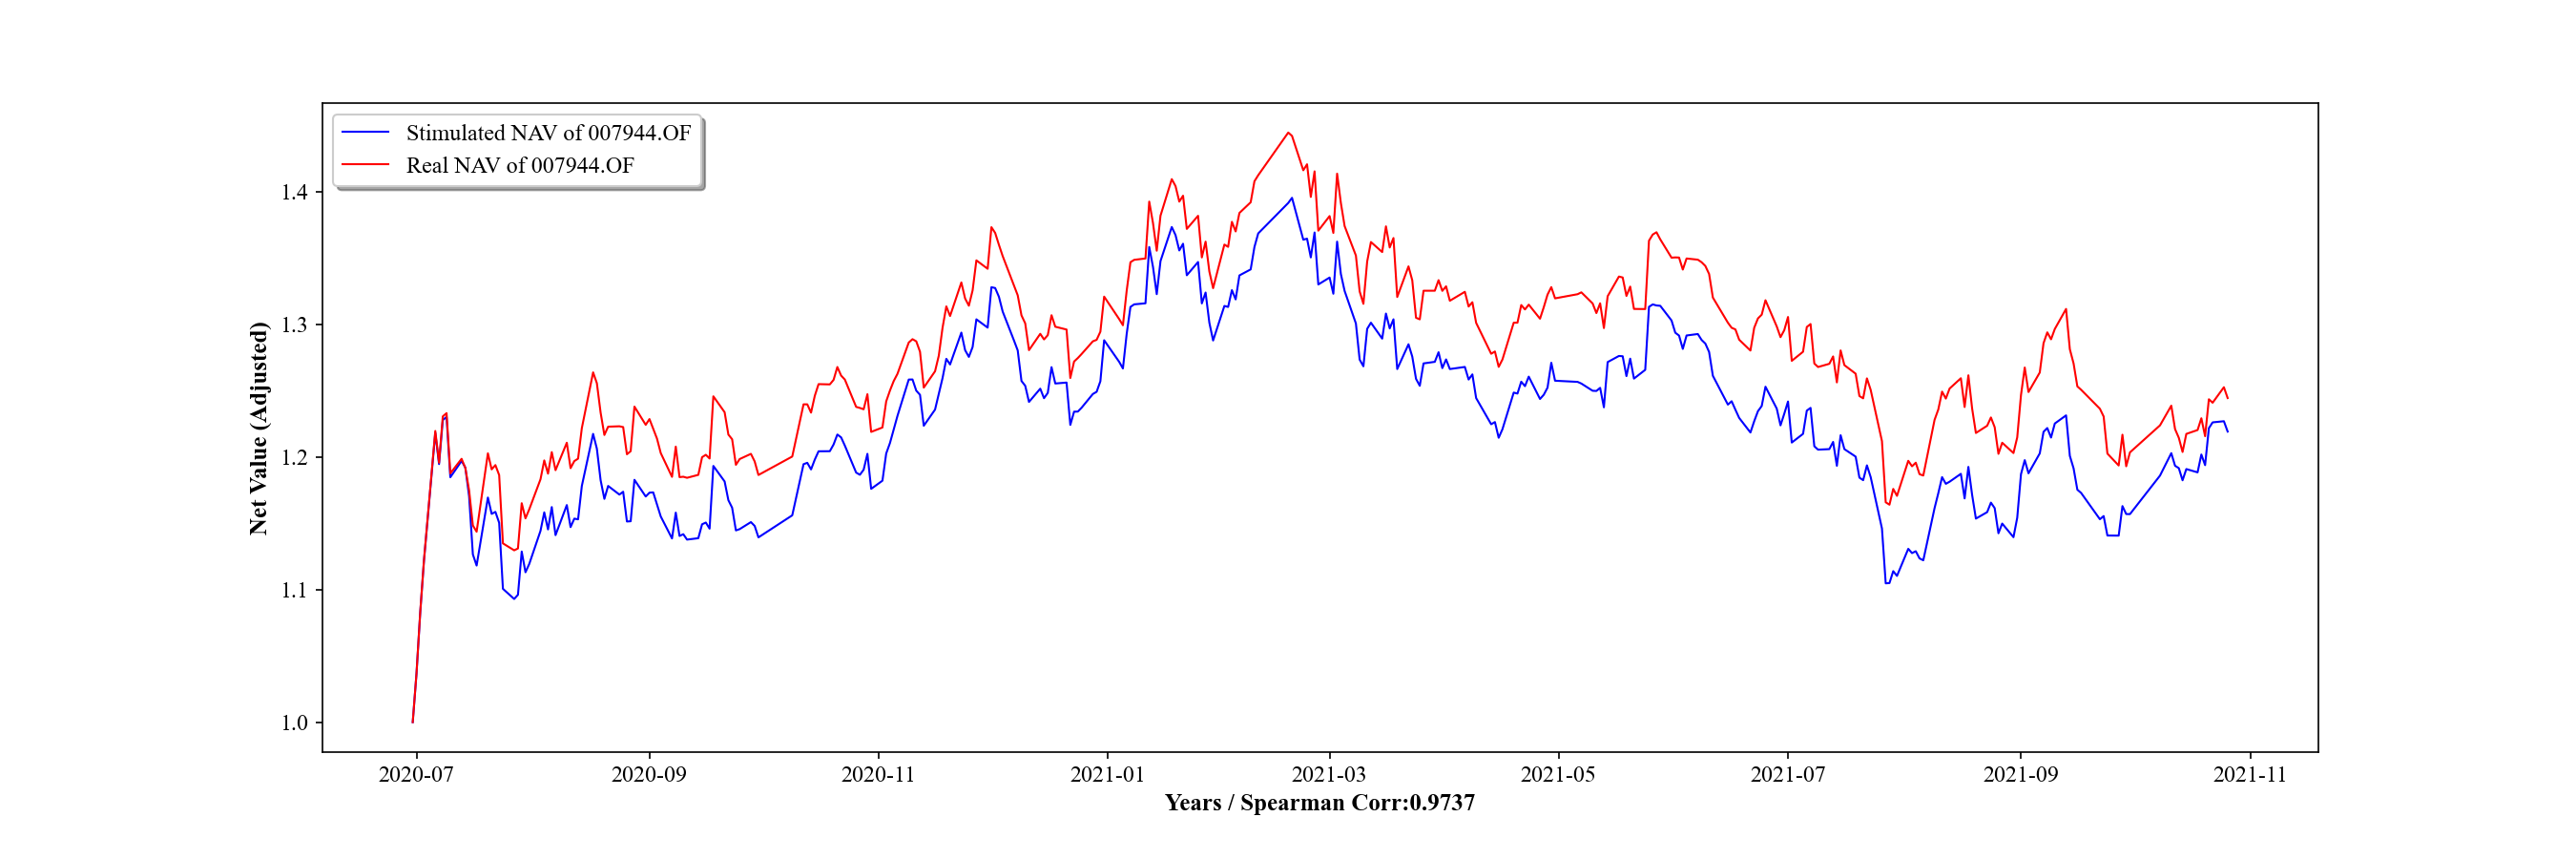 Stimulated NAV of 007944.OF
Real NAV of 007944.OF
Net Value (Adjusted)
1.4
1.3
1.2
1.1
1.0
2020-07 2020-09 2020-11 2021-01 2021-03 2021-05 2021-07 2021-09 2021-11
Years / Spearman Corr:0.9737